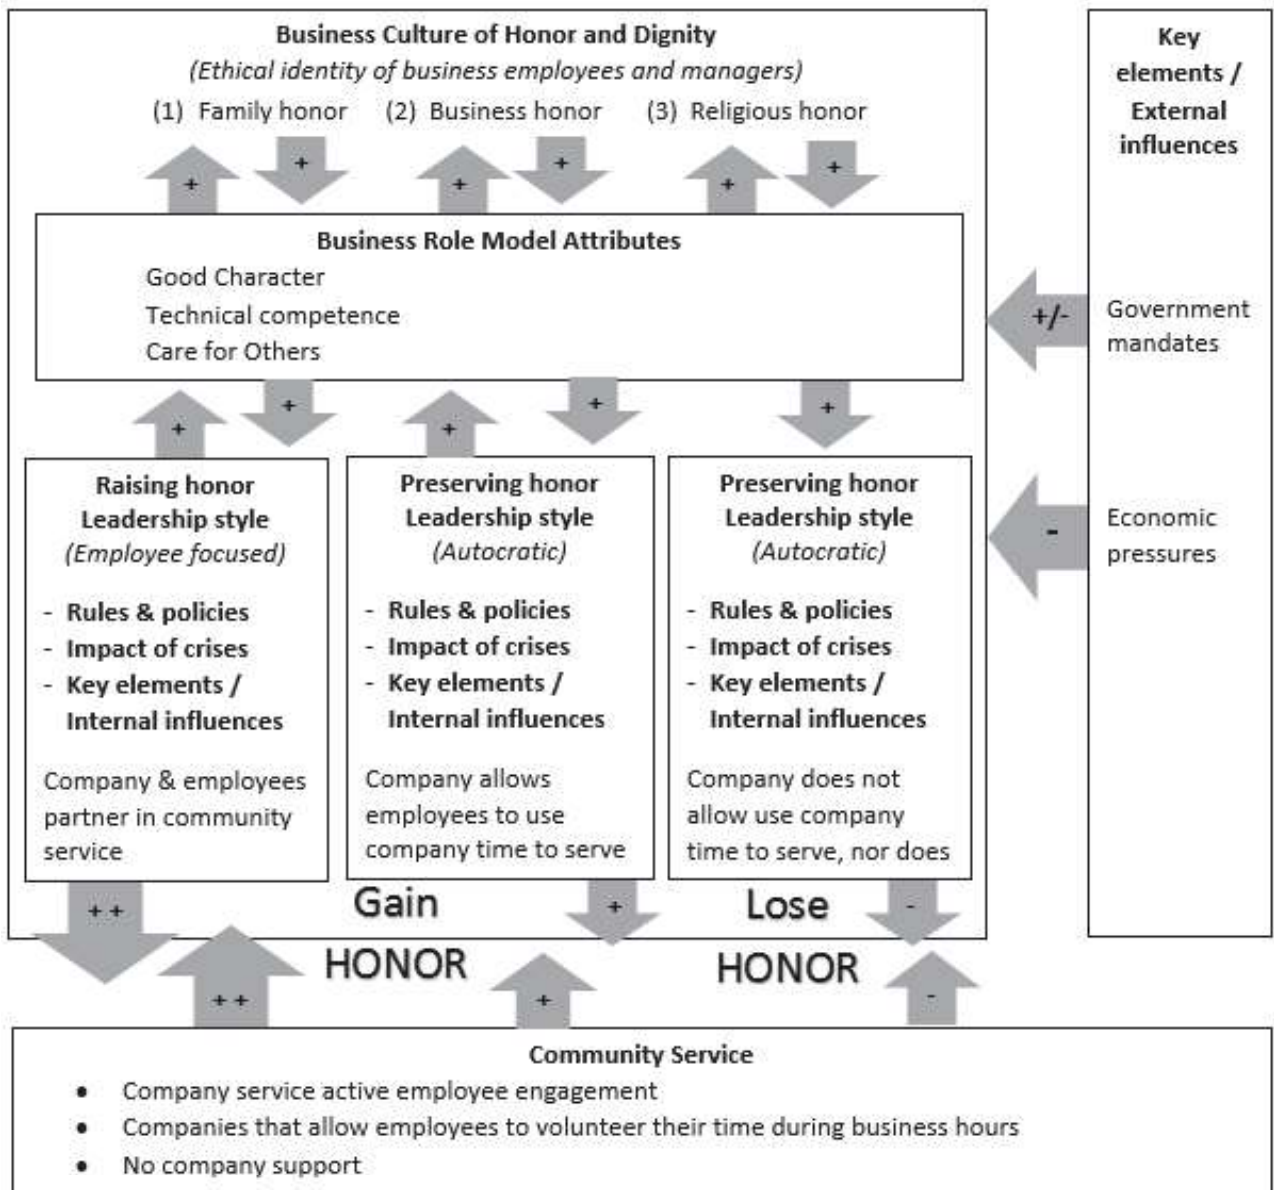 Business Culture of Honor and Dignity
(Ethical identity of business employees and managers)
(1) Family honor (2) Business honor (3) Religious honor
+ + + + + +
Business Role Model Attributes
Good Character
Technical competence
Care for Others
+ + + + +
Raising honor
Leadership style
(Employee focused)
- Rules & policies
- Impact of crises
- Key elements /
Internal influences
Company & employees
partner in community
service
Preserving honor
Leadership style
(Autocratic)
- Rules & policies
- Impact of crises
- Key elements /
Internal influences
Company allows
employees to use
company time to serve
Preserving honor
Leadership style
(Autocratic)
- Rules & policies
- Impact of crises
- Key elements /
Internal influences
Company does not
allow use company
time to serve, nor does
Key
elements /
External
influences
+/- Government
mandates
- Economic
pressures
++ Gain + Lose -
HONOR HONOR
++ + -
Community Service
• Company service active employee engagement
• Companies that allow employees to volunteer their time during business hours
• No company support